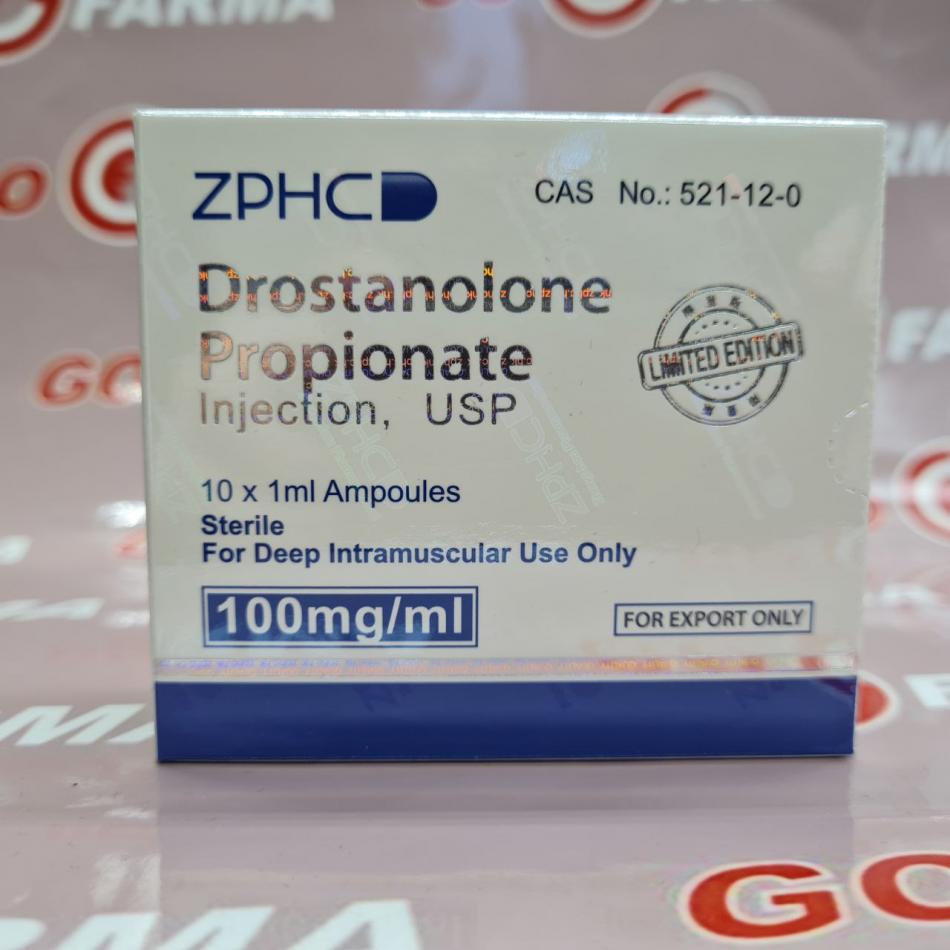 FARMA
ZPHC
CAS No.: 521-12-0
Drostanolone
Propionate
Injection, USP
LIMITED EDITION
10 x 1ml Ampoules
Sterile
For Deep Intramuscular Use Only
100mg/ml
FOR EXPORT ONLY